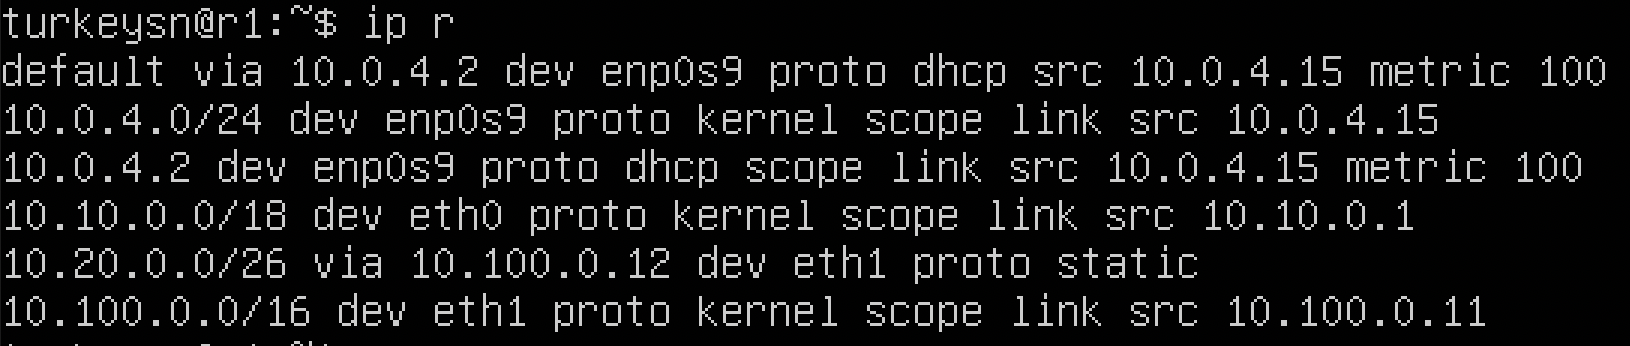 turkeysn@r1:~$ ip r
default via 10.0.4.2 dev enp0s9 proto dhcp src 10.0.4.15 metric 100
10.0.4.0/24 dev enp0s9 proto kernel scope link src 10.0.4.15
10.0.4.2 dev enp0s9 proto dhcp scope link src 10.0.4.15 metric 100
10.10.0.0/18 dev eth0 proto kernel scope link src 10.10.0.1
10.20.0.0/26 via 10.100.0.12 dev eth1 proto static
10.100.0.0/16 dev eth1 proto kernel scope link src 10.100.0.11